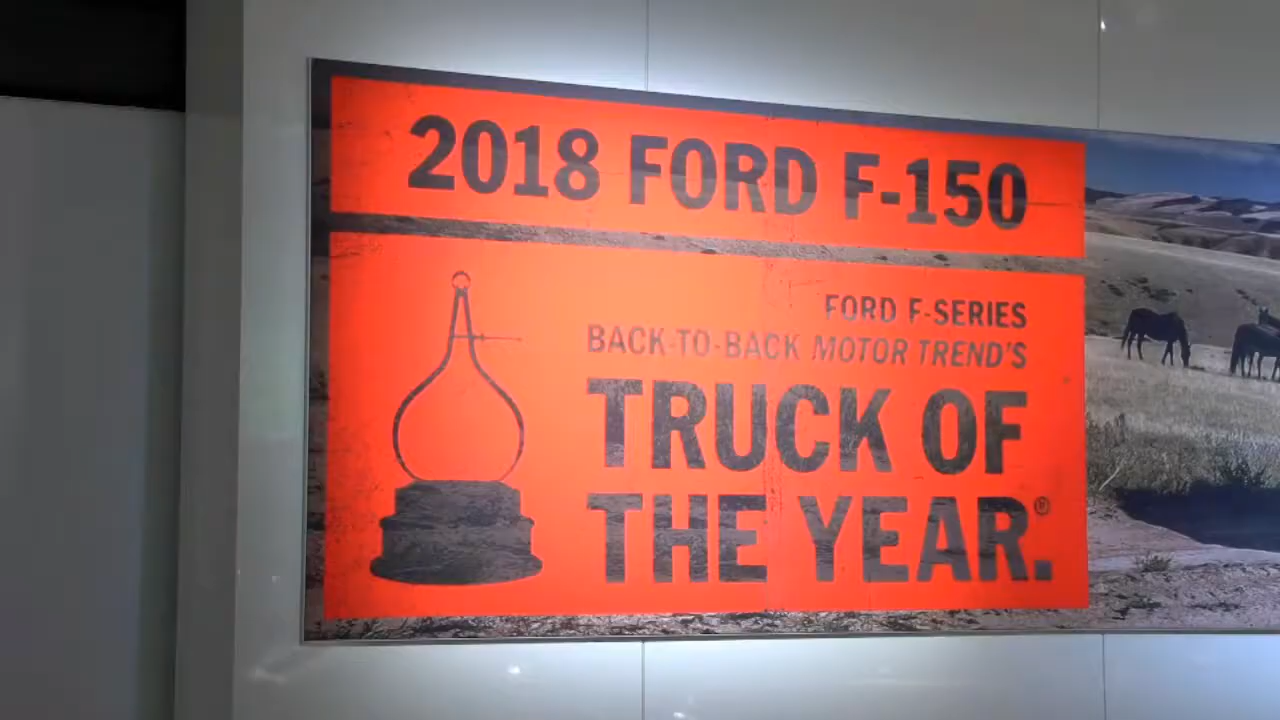 2018 FORD F-150
FORD F-SERIES
BACK-TO-BACK MOTOR TREND'S
TRUCK OF
THE YEAR.®